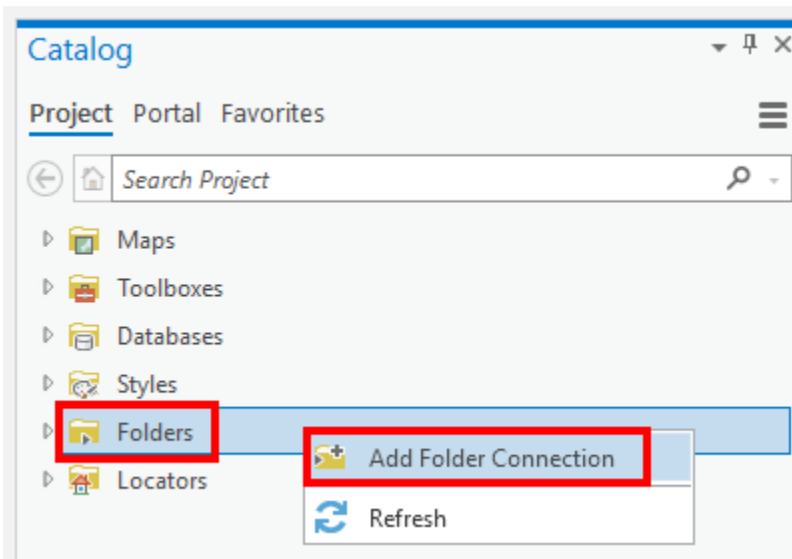 Catalog
Project Portal Favorites
Search Project
Maps
Toolboxes
Databases
Styles
Folders
Add Folder Connection
Locators
Refresh